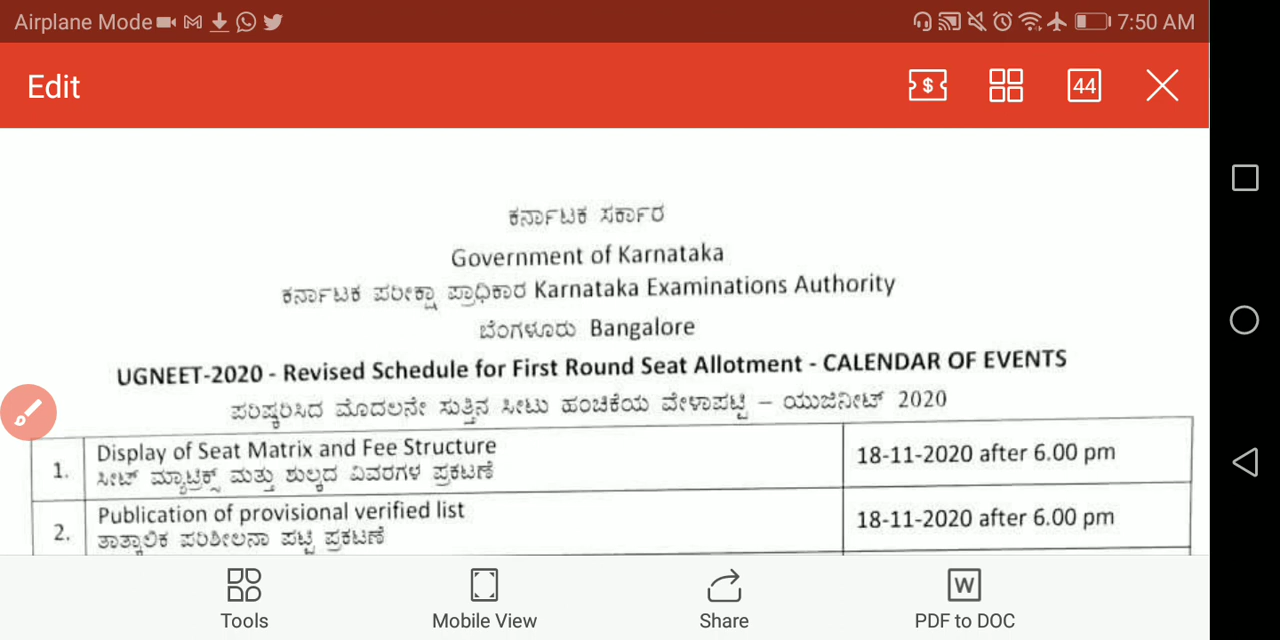 Airplane Mode 7:50 AM
Edit 44
ಕರ್ನಾಟಕ ಸರ್ಕಾರ
Government of Karnataka
ಕರ್ನಾಟಕ ಪರೀಕ್ಷಾ ಪ್ರಾಧಿಕಾರ Karnataka Examinations Authority
ಬೆಂಗಳೂರು Bangalore
UGNEET-2020 - Revised Schedule for First Round Seat Allotment - CALENDAR OF EVENTS
ಪರಿಷ್ಕರಿಸಿದ ಮೊದಲನೇ ಸುತ್ತಿನ ಸೀಟು ಹಂಚಿಕೆಯ ವೇಳಾಪಟ್ಟಿ – ಯುಜಿನೀಟ್ 2020
1. Display of Seat Matrix and Fee Structure 18-11-2020 after 6.00 pm
ಸೀಟ್ ಮ್ಯಾಟ್ರಿಕ್ಸ್ ಮತ್ತು ಶುಲ್ಕದ ವಿವರಗಳ ಪ್ರಕಟಣೆ
2. Publication of provisional verified list 18-11-2020 after 6.00 pm
ತಾತ್ಕಾಲಿಕ ಪರಿಶೀಲನಾ ಪಟ್ಟಿ ಪ್ರಕಟಣೆ
Tools Mobile View Share PDF to DOC